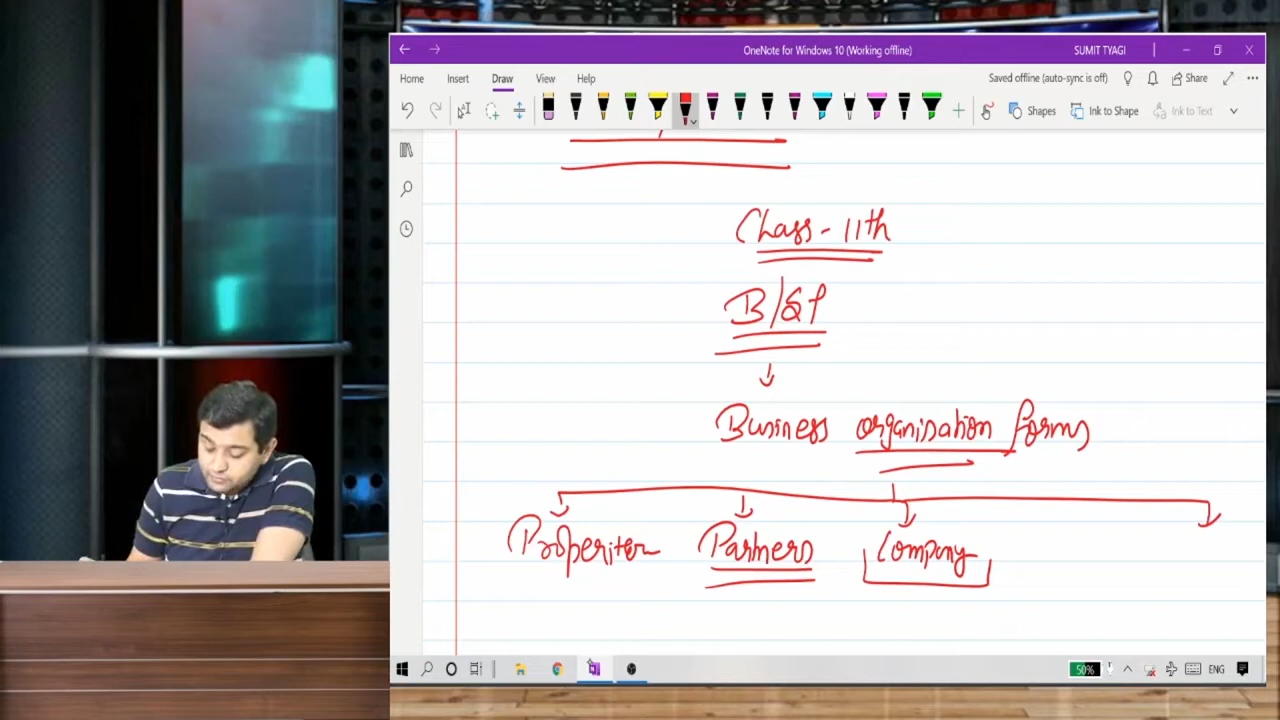 OneNote for Windows 10 (Working offline)
SUMIT TYAGI
Home Insert Draw View Help
Saved offline (auto-sync is off)
Share
Shapes
Ink to Shape
Ink to Text
Class - 11th
B/St
Business organisation forms
Properiter Partners Company
50%
ENG